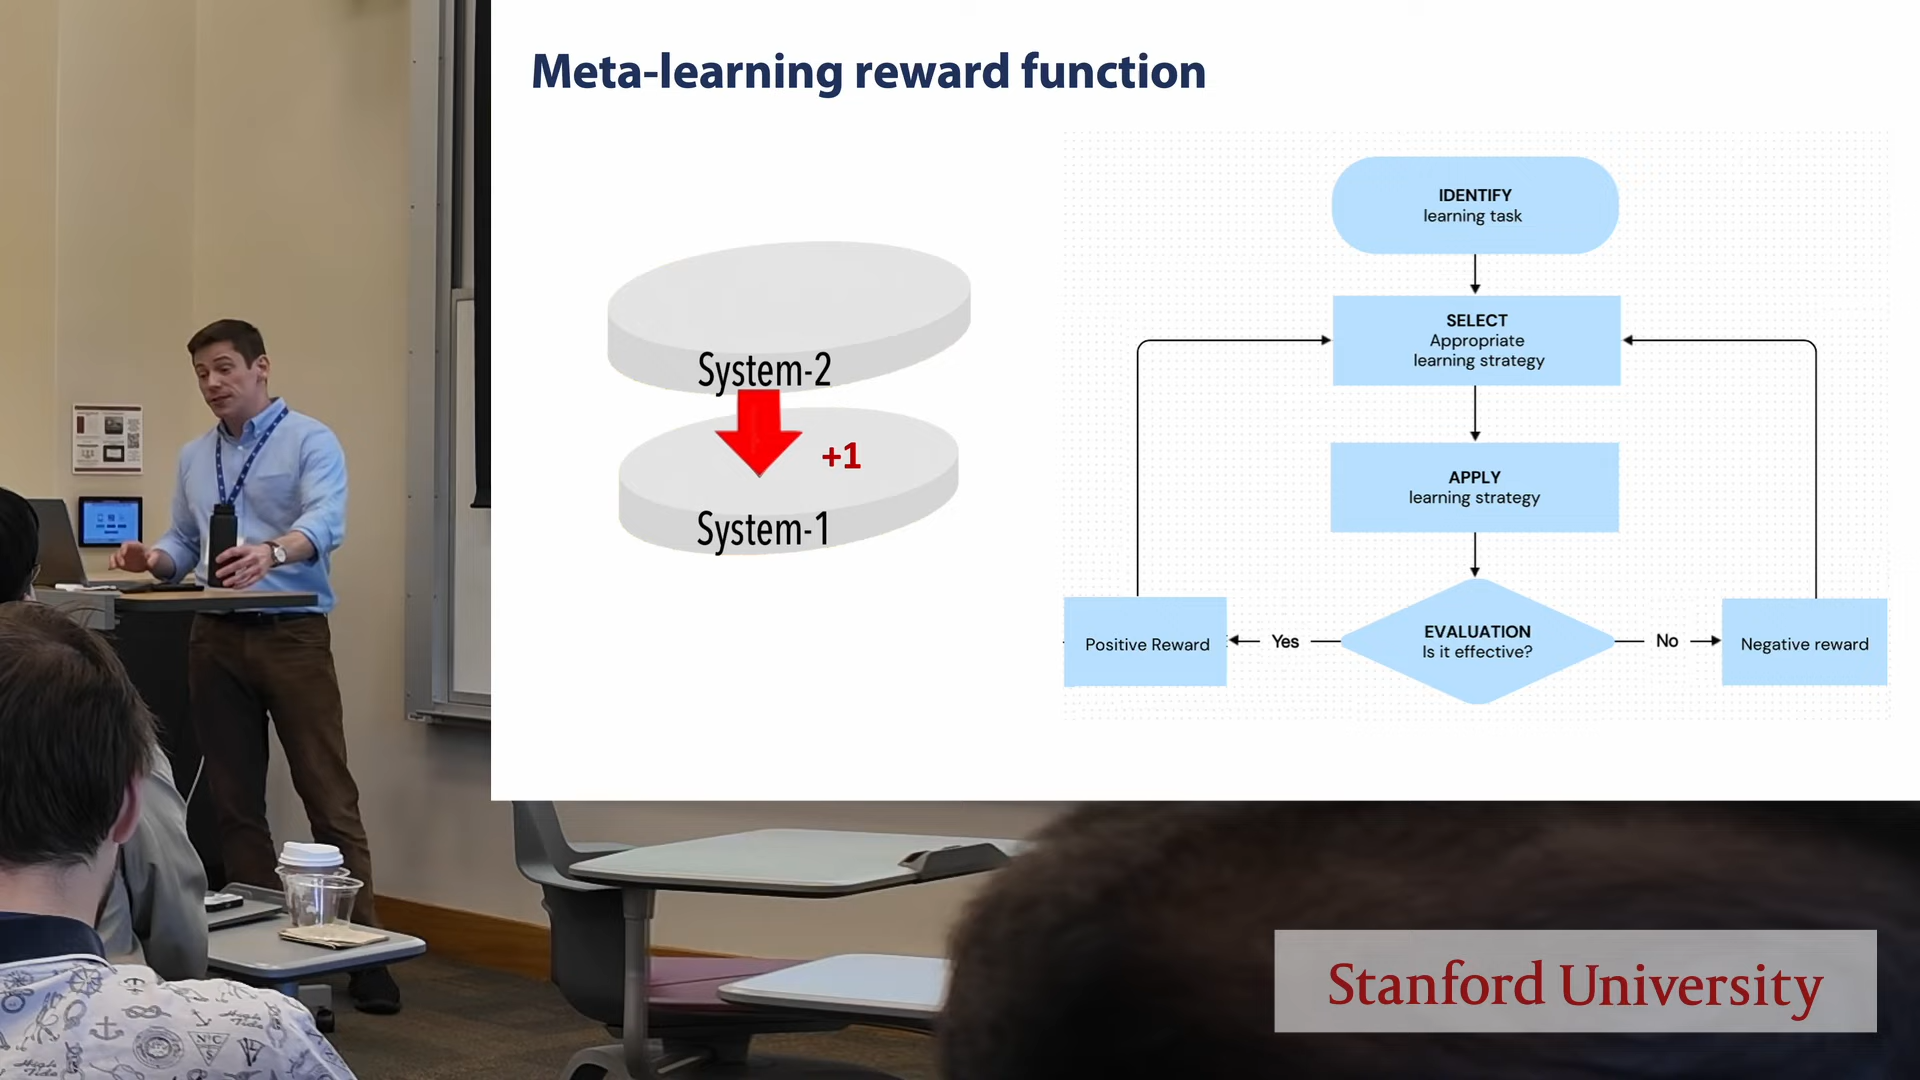 Meta-learning reward function
System-2
+1
System-1
IDENTIFY
learning task
SELECT
Appropriate
learning strategy
APPLY
learning strategy
EVALUATION
Is it effective?
Yes
No
Positive Reward
Negative reward
Stanford University